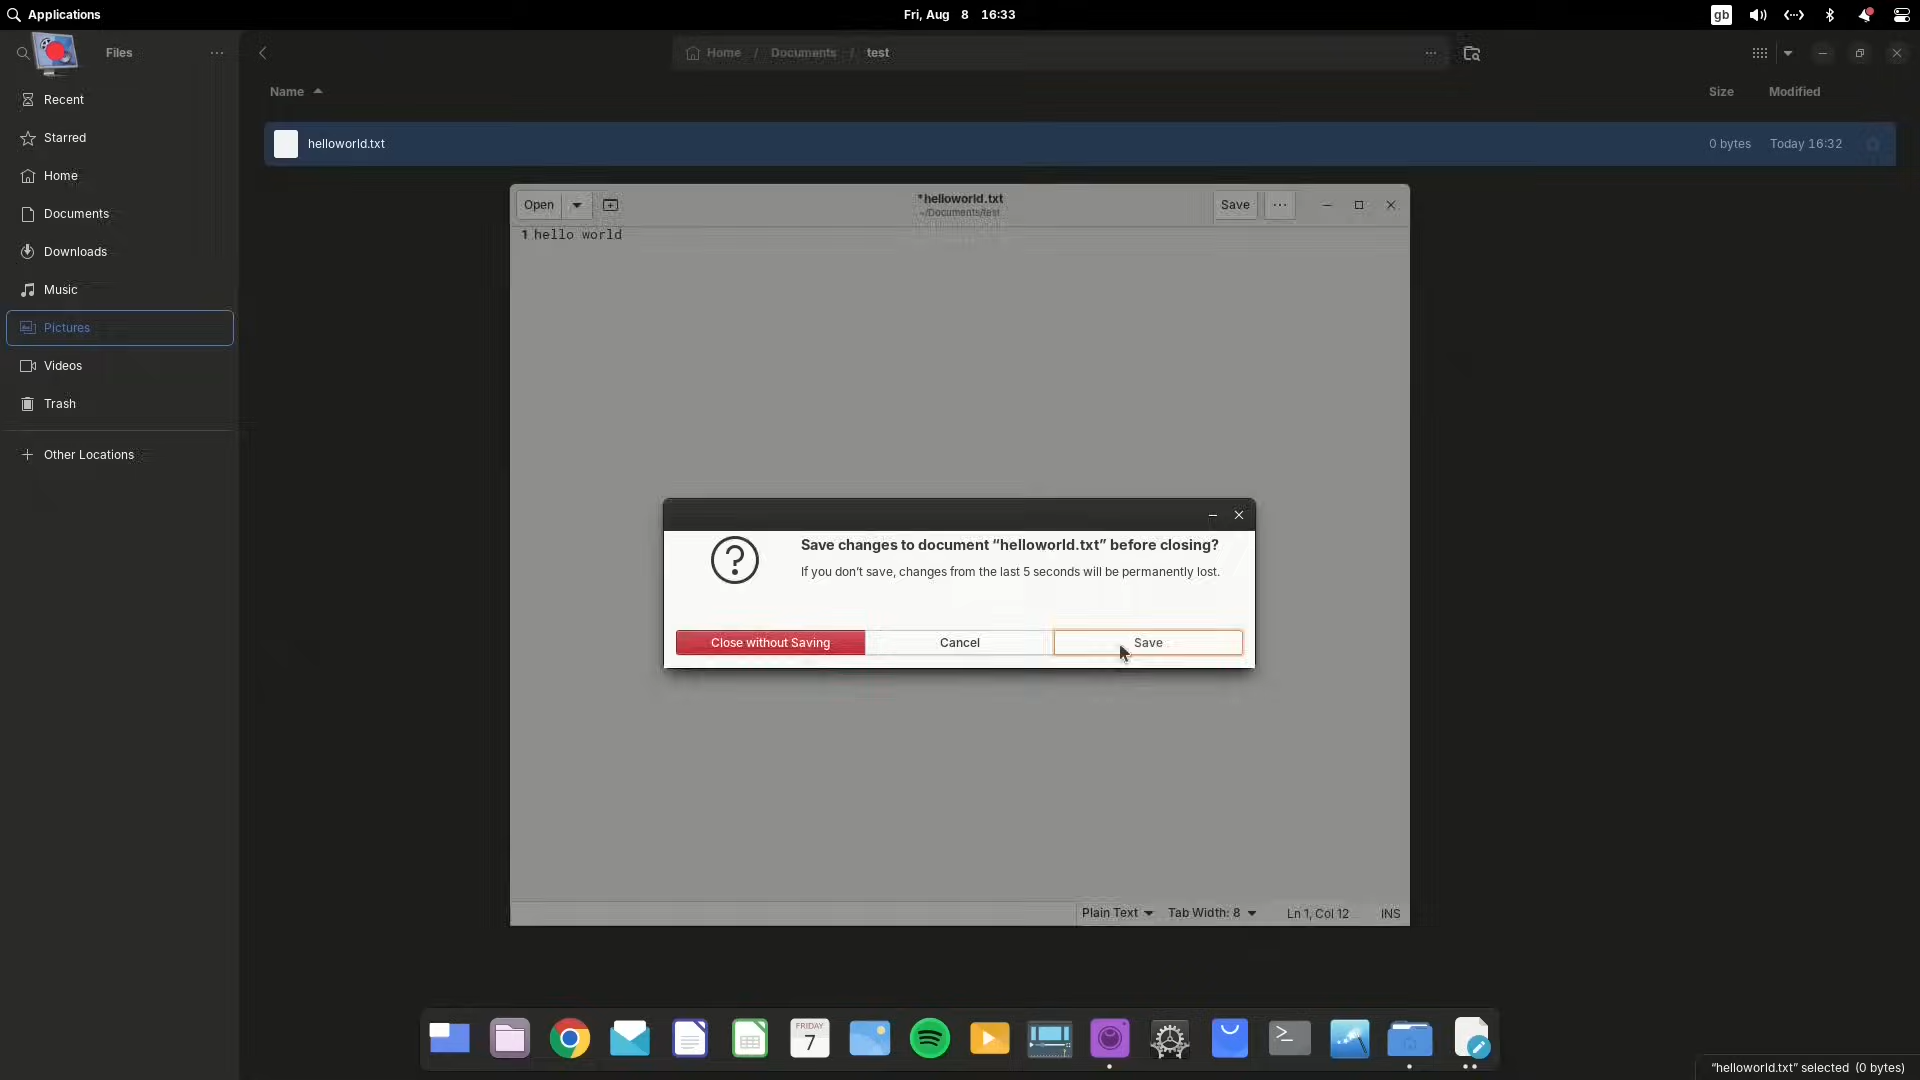 Applications
Fri, Aug 8 16:33
gb
Files
Home / Documents / test
Name
Size
Modified
Recent
Starred
Home
Documents
Downloads
Music
Pictures
Videos
Trash
Other Locations
helloworld.txt
0 bytes
Today 16:32
Open
*helloworld.txt
~/Documents/test
Save
1 hello world
Save changes to document “helloworld.txt” before closing?
If you don’t save, changes from the last 5 seconds will be permanently lost.
Close without Saving
Cancel
Save
Plain Text
Tab Width: 8
Ln 1, Col 12
INS
FRIDAY
7
“helloworld.txt” selected (0 bytes)